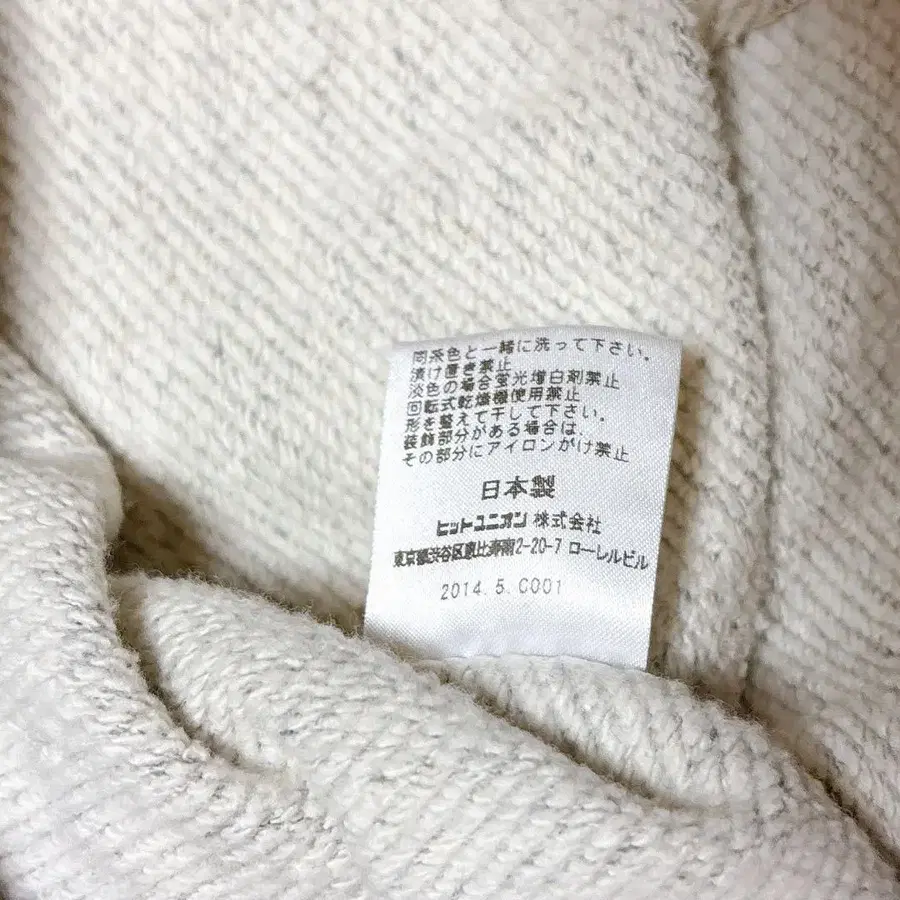 同系色と一緒に洗って下さい。
漬け置き禁止
淡色の場合蛍光増白剤禁止
回転式乾燥機使用禁止
形を整えて干して下さい。
装飾部分がある場合は、
その部分にアイロンがけ禁止
日本製
ヒットユニオン 株式会社
東京都渋谷区恵比寿南2-20-7 ローレルビル
2014.5.C001